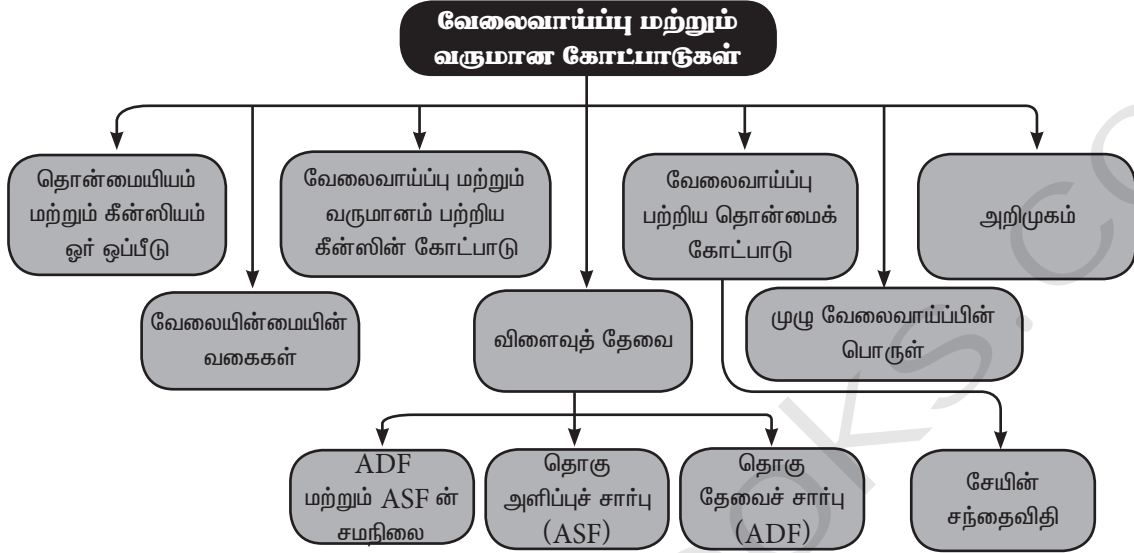 வேலைவாய்ப்பு மற்றும்
வருமான கோட்பாடுகள்
தொன்மையியம்
மற்றும் கீன்ஸியம்
ஓர் ஒப்பீடு
வேலைவாய்ப்பு மற்றும்
வருமானம் பற்றிய
கீன்ஸின் கோட்பாடு
வேலைவாய்ப்பு
பற்றிய தொன்மைக்
கோட்பாடு
அறிமுகம்
வேலையின்மையின்
வகைகள்
விளைவுத் தேவை
முழு வேலைவாய்ப்பின்
பொருள்
ADF
மற்றும் ASF ன்
சமநிலை
தொகு
அளிப்புச் சார்பு
(ASF)
தொகு
தேவைச் சார்பு
(ADF)
சேயின்
சந்தைவிதி